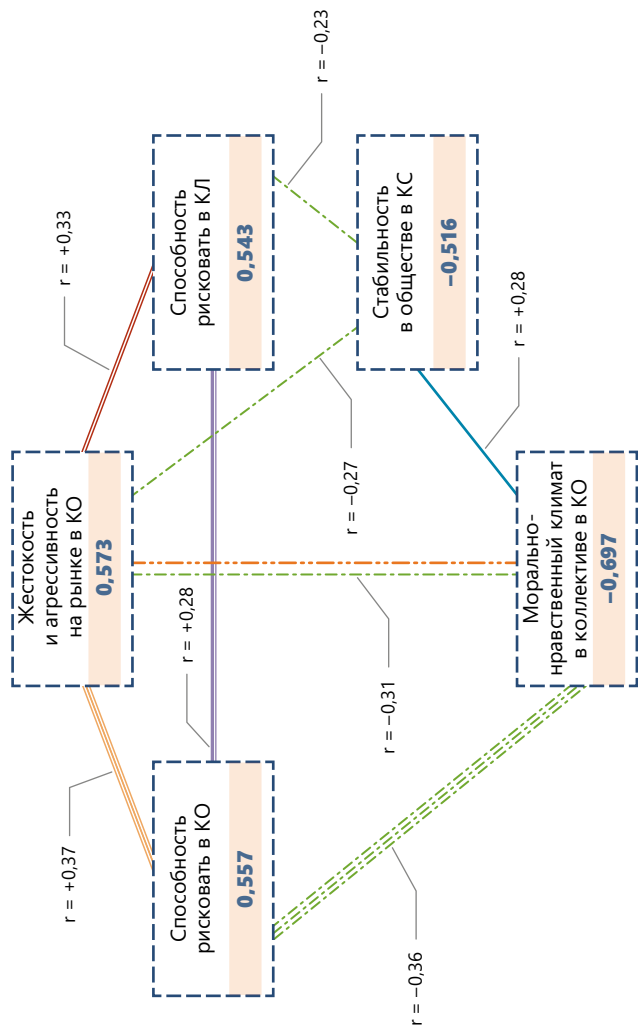 Жестокость
и агрессивность
на рынке в КО
0,573
r = +0,37
r = +0,33
Способность
рисковать в КО
0,557
Способность
рисковать в КЛ
0,543
r = +0,28
r = −0,31
r = −0,27
r = −0,23
Стабильность
в обществе в КС
−0,516
r = −0,36
r = +0,28
Морально-
нравственный климат
в коллективе в КО
−0,697